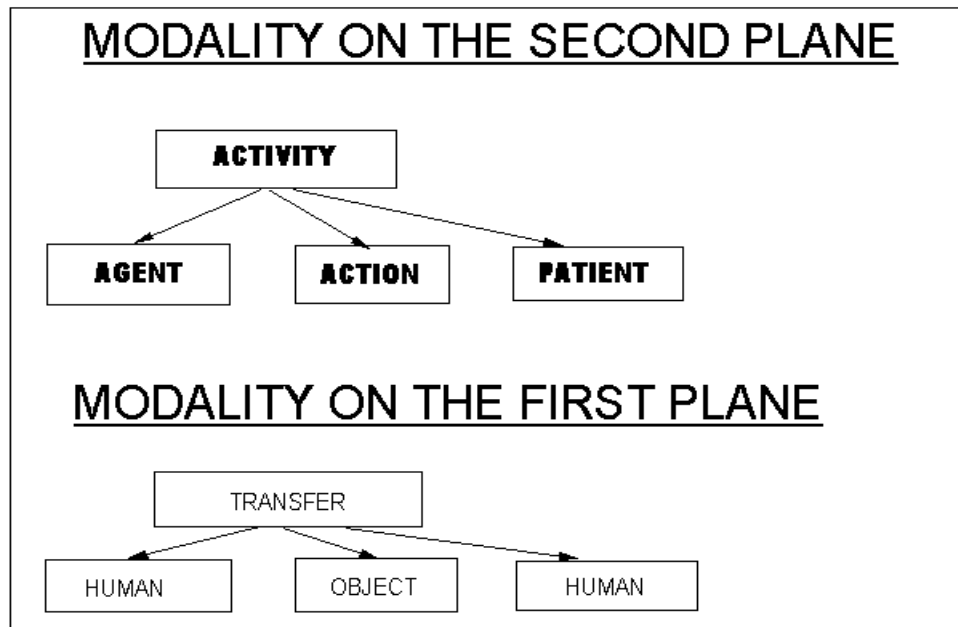 MODALITY ON THE SECOND PLANE
ACTIVITY
AGENT ACTION PATIENT
MODALITY ON THE FIRST PLANE
TRANSFER
HUMAN OBJECT HUMAN